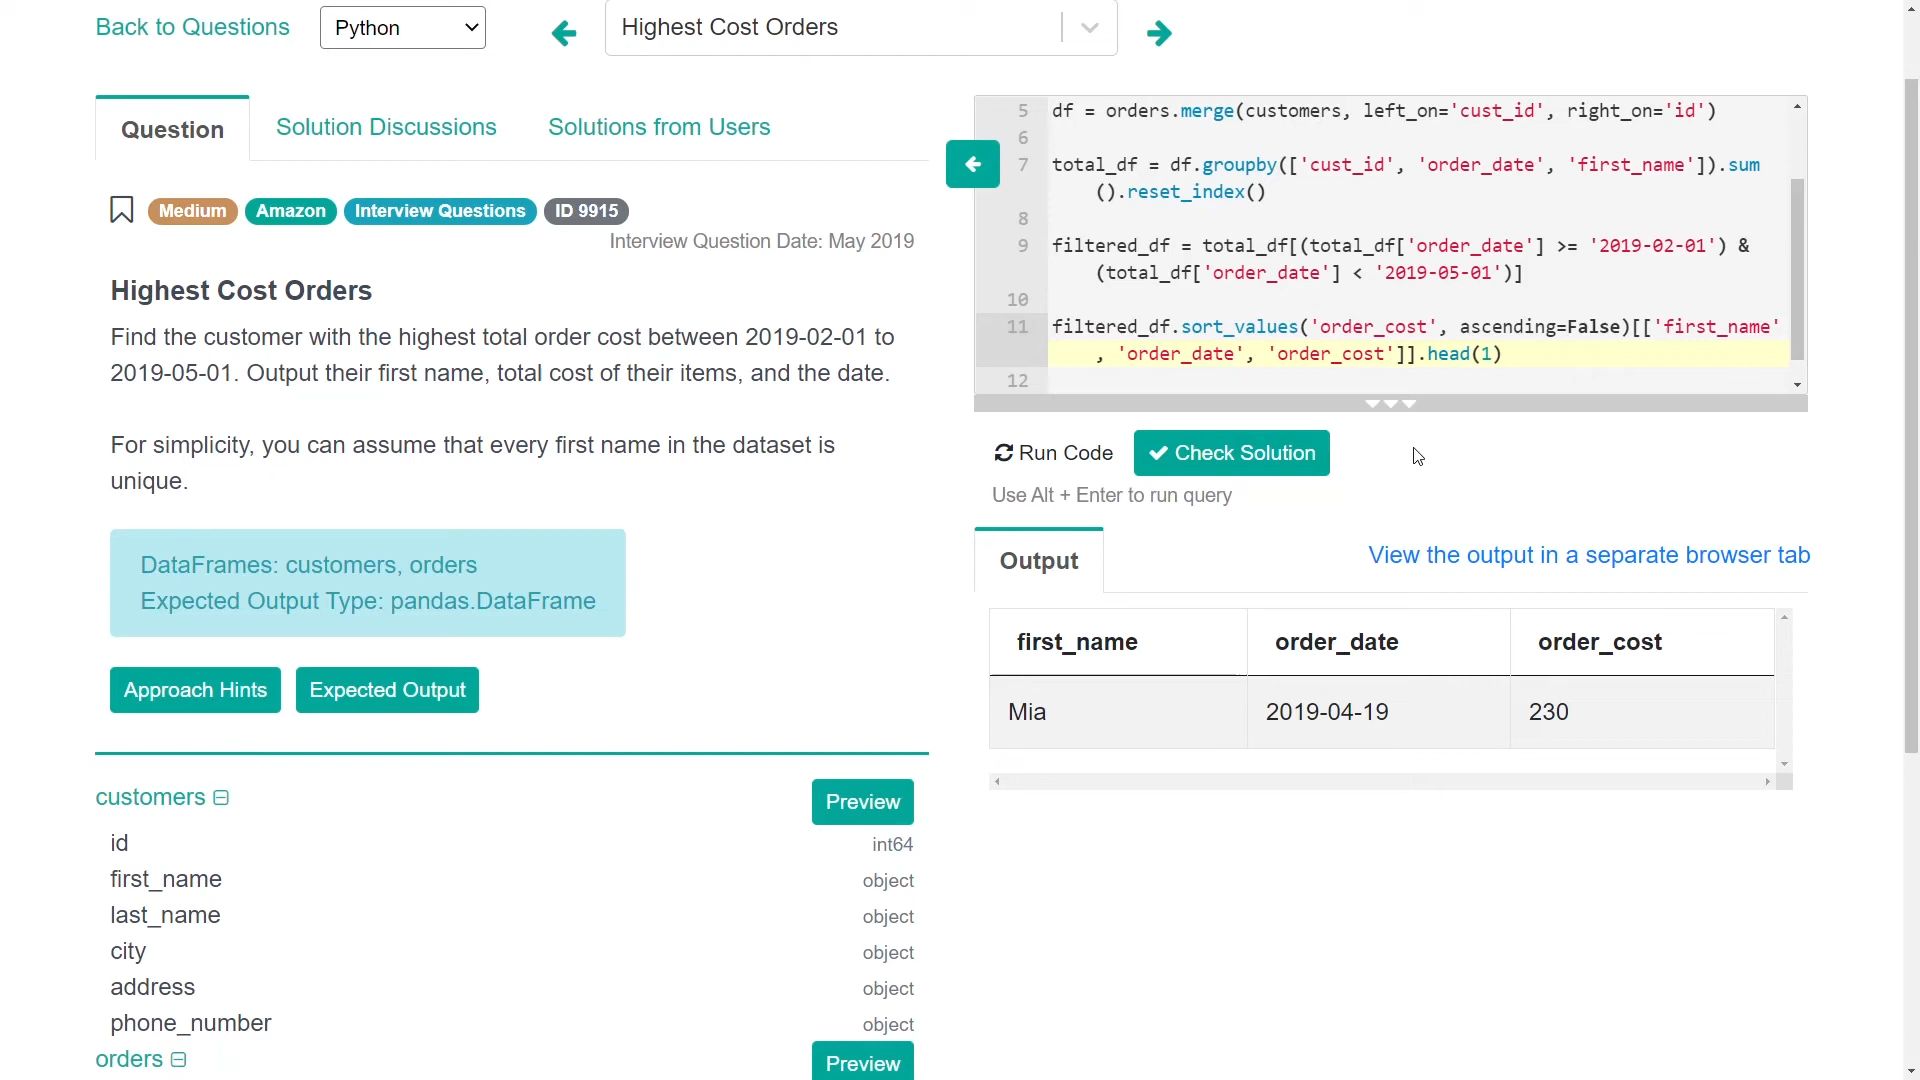 Back to Questions
Python
Highest Cost Orders
Question
Solution Discussions
Solutions from Users
Medium
Amazon
Interview Questions
ID 9915
Interview Question Date: May 2019
Highest Cost Orders
Find the customer with the highest total order cost between 2019-02-01 to
2019-05-01. Output their first name, total cost of their items, and the date.
For simplicity, you can assume that every first name in the dataset is
unique.
DataFrames: customers, orders
Expected Output Type: pandas.DataFrame
Approach Hints
Expected Output
customers
Preview
id int64
first_name object
last_name object
city object
address object
phone_number object
orders
Preview
5 df = orders.merge(customers, left_on='cust_id', right_on='id')
6
7 total_df = df.groupby(['cust_id', 'order_date', 'first_name']).sum
().reset_index()
8
9 filtered_df = total_df[(total_df['order_date'] >= '2019-02-01') &
(total_df['order_date'] < '2019-05-01')]
10
11 filtered_df.sort_values('order_cost', ascending=False)[['first_name'
, 'order_date', 'order_cost']].head(1)
12
Run Code
Check Solution
Use Alt + Enter to run query
Output
View the output in a separate browser tab
first_name order_date order_cost
Mia 2019-04-19 230